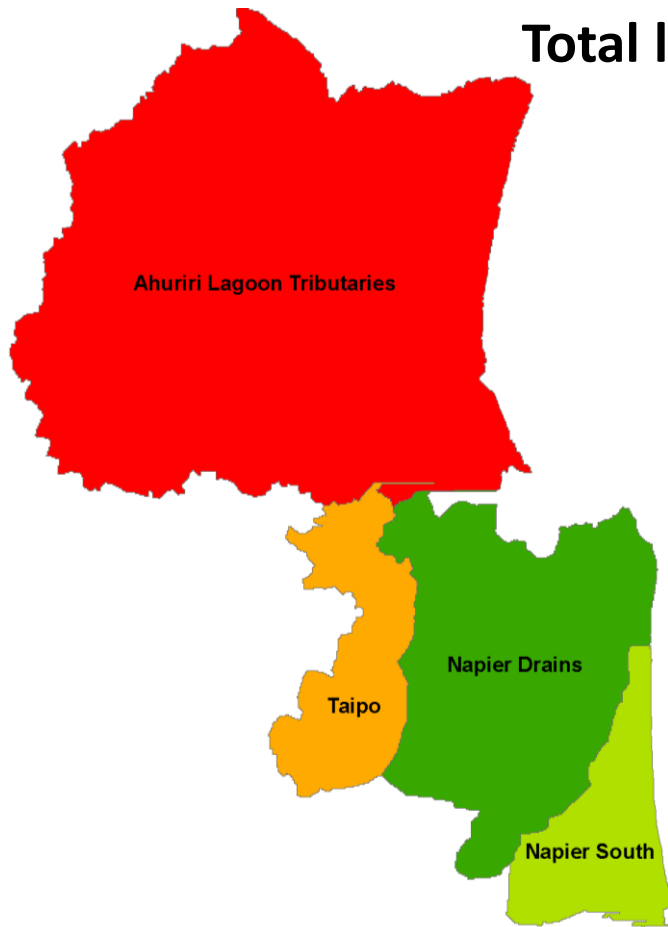 Total l
Ahuriri Lagoon Tributaries
Napier Drains
Taipo
Napier South